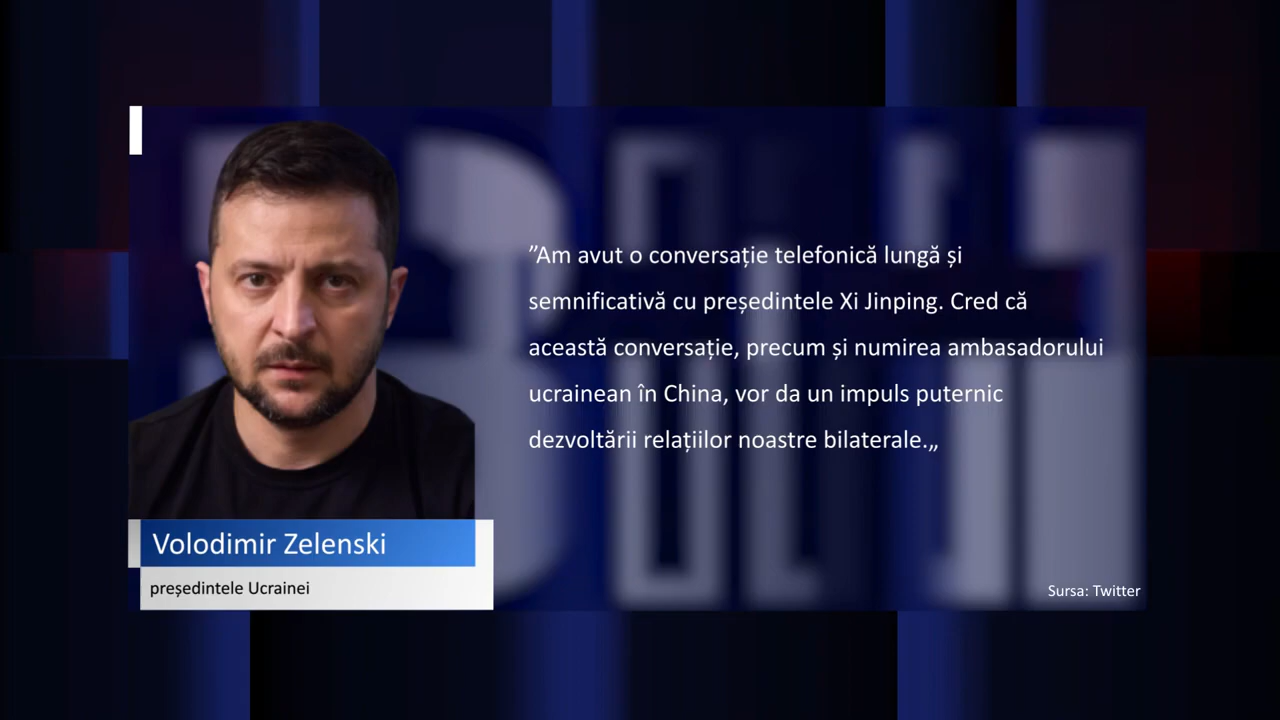 ”Am avut o conversație telefonică lungă și
semnificativă cu președintele Xi Jinping. Cred că
această conversație, precum și numirea ambasadorului
ucrainean în China, vor da un impuls puternic
dezvoltării relațiilor noastre bilaterale.„
Volodimir Zelenski
președintele Ucrainei
Sursa: Twitter